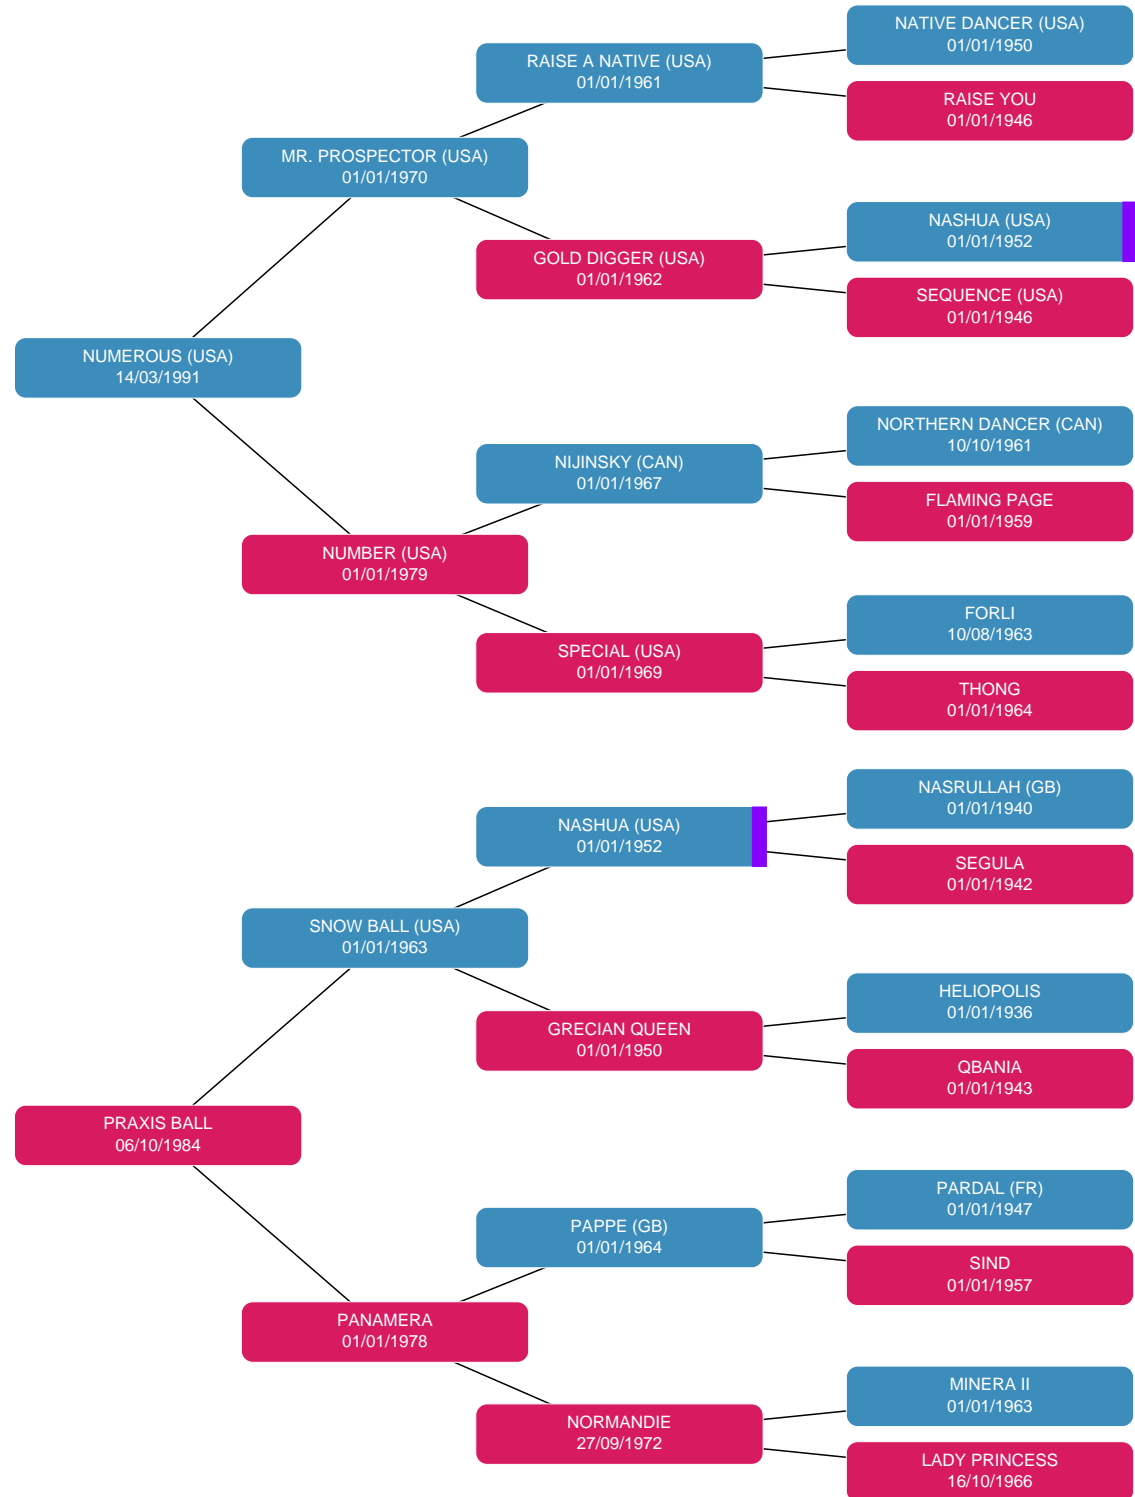 NATIVE DANCER (USA)
01/01/1950
RAISE A NATIVE (USA)
01/01/1961
RAISE YOU
01/01/1946
MR. PROSPECTOR (USA)
01/01/1970
NASHUA (USA)
01/01/1952
GOLD DIGGER (USA)
01/01/1962
SEQUENCE (USA)
01/01/1946
NUMEROUS (USA)
14/03/1991
NORTHERN DANCER (CAN)
10/10/1961
NIJINSKY (CAN)
01/01/1967
FLAMING PAGE
01/01/1959
NUMBER (USA)
01/01/1979
FORLI
10/08/1963
SPECIAL (USA)
01/01/1969
THONG
01/01/1964
NASRULLAH (GB)
01/01/1940
NASHUA (USA)
01/01/1952
SEGULA
01/01/1942
SNOW BALL (USA)
01/01/1963
HELIOPOLIS
01/01/1936
GRECIAN QUEEN
01/01/1950
QBANIA
01/01/1943
PRAXIS BALL
06/10/1984
PARDAL (FR)
01/01/1947
PAPPE (GB)
01/01/1964
SIND
01/01/1957
PANAMERA
01/01/1978
MINERA II
01/01/1963
NORMANDIE
27/09/1972
LADY PRINCESS
16/10/1966